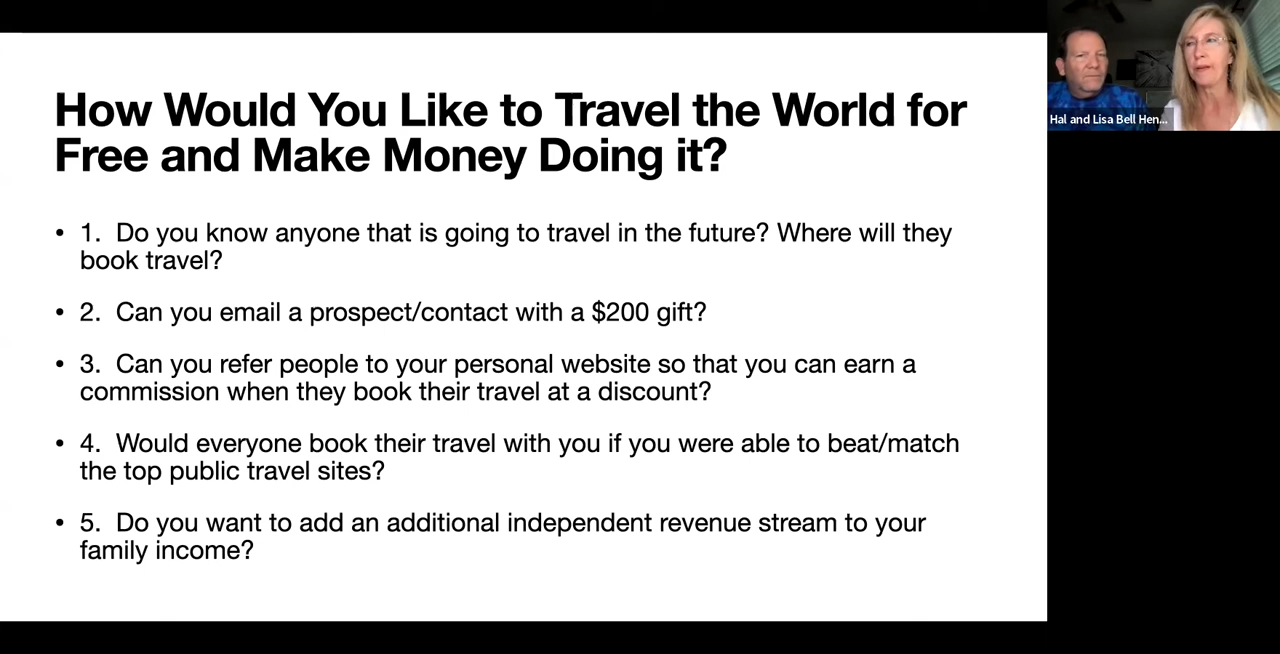 How Would You Like to Travel the World for
Free and Make Money Doing it?
• 1. Do you know anyone that is going to travel in the future? Where will they
book travel?
• 2. Can you email a prospect/contact with a $200 gift?
• 3. Can you refer people to your personal website so that you can earn a
commission when they book their travel at a discount?
• 4. Would everyone book their travel with you if you were able to beat/match
the top public travel sites?
• 5. Do you want to add an additional independent revenue stream to your
family income?
Hal and Lisa Bell Hen...